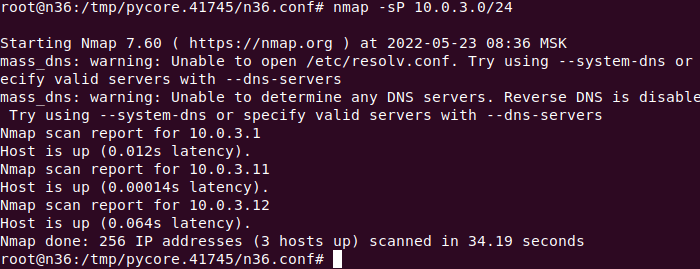 root@n36:/tmp/pycore.41745/n36.conf# nmap -sP 10.0.3.0/24
Starting Nmap 7.60 ( https://nmap.org ) at 2022-05-23 08:36 MSK
mass_dns: warning: Unable to open /etc/resolv.conf. Try using --system-dns or
ecify valid servers with --dns-servers
mass_dns: warning: Unable to determine any DNS servers. Reverse DNS is disable
Try using --system-dns or specify valid servers with --dns-servers
Nmap scan report for 10.0.3.1
Host is up (0.012s latency).
Nmap scan report for 10.0.3.11
Host is up (0.00014s latency).
Nmap scan report for 10.0.3.12
Host is up (0.064s latency).
Nmap done: 256 IP addresses (3 hosts up) scanned in 34.19 seconds
root@n36:/tmp/pycore.41745/n36.conf#